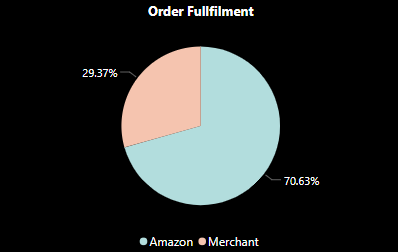 Order Fullfilment
29.37%
70.63%
Amazon Merchant